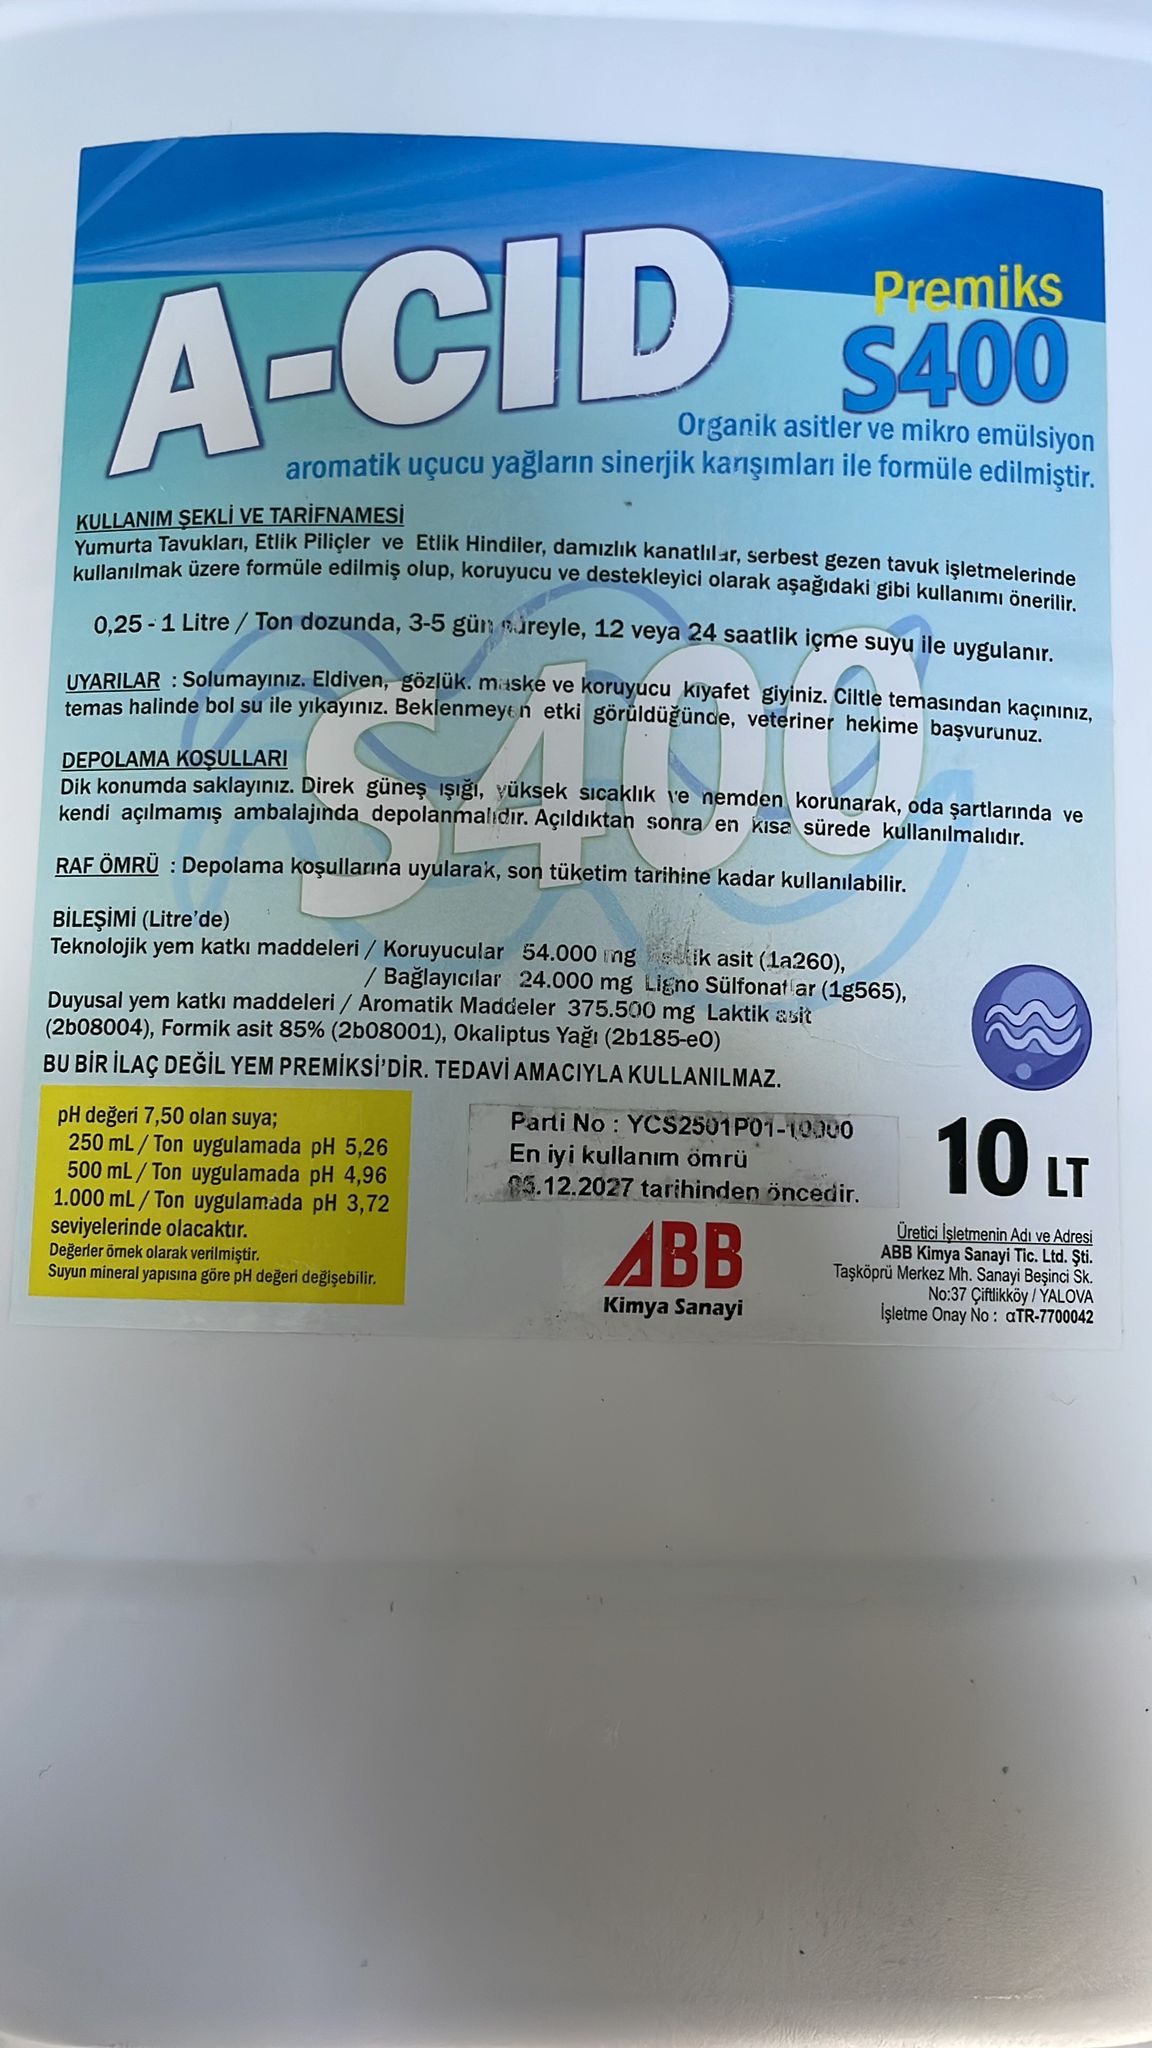 A-CID
Premiks
S400
Organik asitler ve mikro emülsiyon
aromatik uçucu yağların sinerjik karışımları ile formüle edilmiştir.
KULLANIM ŞEKLİ VE TARİFNAMESİ
Yumurta Tavukları, Etlik Piliçler ve Etlik Hindiler, damızlık kanatlılar, serbest gezen tavuk işletmelerinde
kullanılmak üzere formüle edilmiş olup, koruyucu ve destekleyici olarak aşağıdaki gibi kullanımı önerilir.
0,25 - 1 Litre / Ton dozunda, 3-5 gün süreyle, 12 veya 24 saatlik içme suyu ile uygulanır.
UYARILAR : Solumayınız. Eldiven, gözlük. maske ve koruyucu kıyafet giyiniz. Ciltle temasından kaçınınız,
temas halinde bol su ile yıkayınız. Beklenmeyen etki görüldüğünde, veteriner hekime başvurunuz.
S400
DEPOLAMA KOŞULLARI
Dik konumda saklayınız. Direk güneş ışığı, yüksek sıcaklık ve nemden korunarak, oda şartlarında ve
kendi açılmamış ambalajında depolanmalıdır. Açıldıktan sonra en kısa sürede kullanılmalıdır.
RAF ÖMRÜ : Depolama koşullarına uyularak, son tüketim tarihine kadar kullanılabilir.
BİLEŞİMİ (Litre'de)
Teknolojik yem katkı maddeleri / Koruyucular 54.000 mg asit (1a260),
/ Bağlayıcılar 24.000 mg Ligno Sülfonatlar (1g565),
Duyusal yem katkı maddeleri / Aromatik Maddeler 375.500 mg Laktik asit
(2b08004), Formik asit 85% (2b08001), Okaliptus Yağı (2b185-eO)
BU BİR İLAÇ DEĞİL YEM PREMİKSİ'DİR. TEDAVİ AMACIYLA KULLANILMAZ.
pH değeri 7,50 olan suya;
250 mL / Ton uygulamada pH 5,26
500 mL / Ton uygulamada pH 4,96
1.000 mL / Ton uygulamada pH 3,72
seviyelerinde olacaktır.
Değerler örnek olarak verilmiştir.
Suyun mineral yapısına göre pH değeri değişebilir.
Parti No : YCS2501P01-10000
En iyi kullanım ömrü
05.12.2027 tarihinden öncedir.
10 LT
ABB
Kimya Sanayi
Üretici İşletmenin Adı ve Adresi
ABB Kimya Sanayi Tic. Ltd. Şti.
Taşköprü Merkez Mh. Sanayi Beşinci Sk.
No:37 Çiftlikköy / YALOVA
İşletme Onay No : αTR-7700042